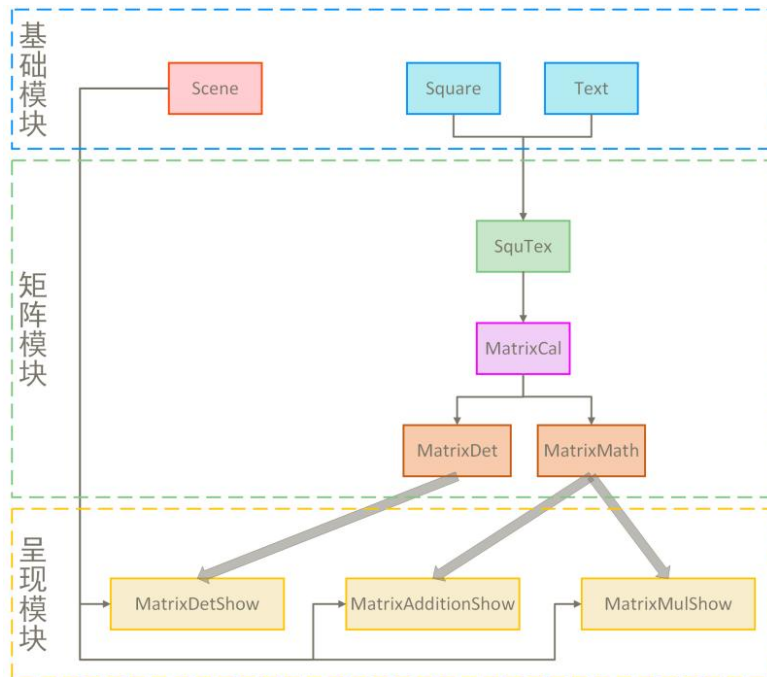 基础模块
Scene
Square
Text
矩阵模块
SquTex
MatrixCal
MatrixDet
MatrixMath
呈现模块
MatrixDetShow
MatrixAdditionShow
MatrixMulShow